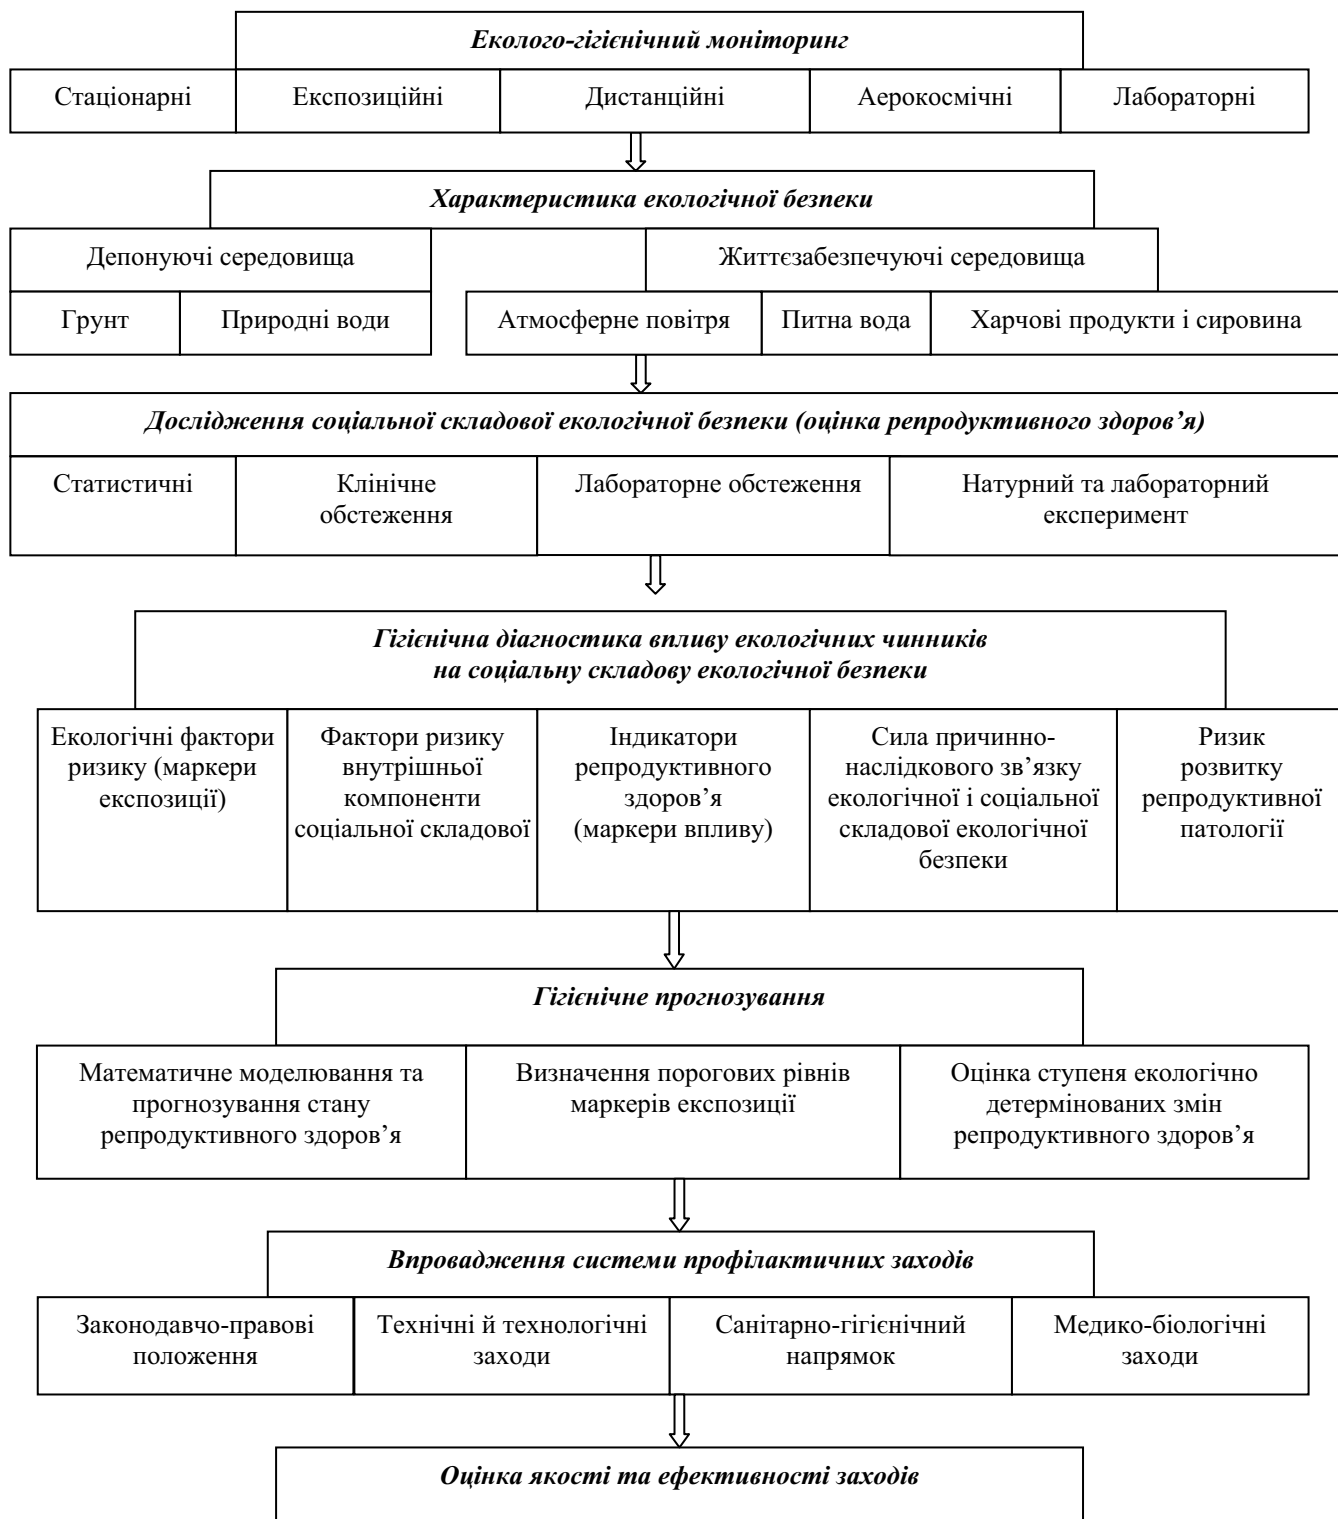 Еколого-гігієнічний моніторинг
Стаціонарні
Експозиційні
Дистанційні
Аерокосмічні
Лабораторні
Характеристика екологічної безпеки
Депонуючі середовища
Життєзабезпечуючі середовища
Грунт
Природні води
Атмосферне повітря
Питна вода
Харчові продукти і сировина
Дослідження соціальної складової екологічної безпеки (оцінка репродуктивного здоров’я)
Статистичні
Клінічне
обстеження
Лабораторне обстеження
Натурний та лабораторний
експеримент
Гігієнічна діагностика впливу екологічних чинників
на соціальну складову екологічної безпеки
Екологічні фактори
ризику (маркери
експозиції)
Фактори ризику
внутрішньої
компоненти
соціальної складової
Індикатори
репродуктивного
здоров’я
(маркери впливу)
Сила причинно-
наслідкового зв’язку
екологічної і соціальної
складової екологічної
безпеки
Ризик
розвитку
репродуктивної
патології
Гігієнічне прогнозування
Математичне моделювання та
прогнозування стану
репродуктивного здоров’я
Визначення порогових рівнів
маркерів експозиції
Оцінка ступеня екологічно
детермінованих змін
репродуктивного здоров’я
Впровадження системи профілактичних заходів
Законодавчо-правові
положення
Технічні й технологічні
заходи
Санітарно-гігієнічний
напрямок
Медико-біологічні
заходи
Оцінка якості та ефективності заходів